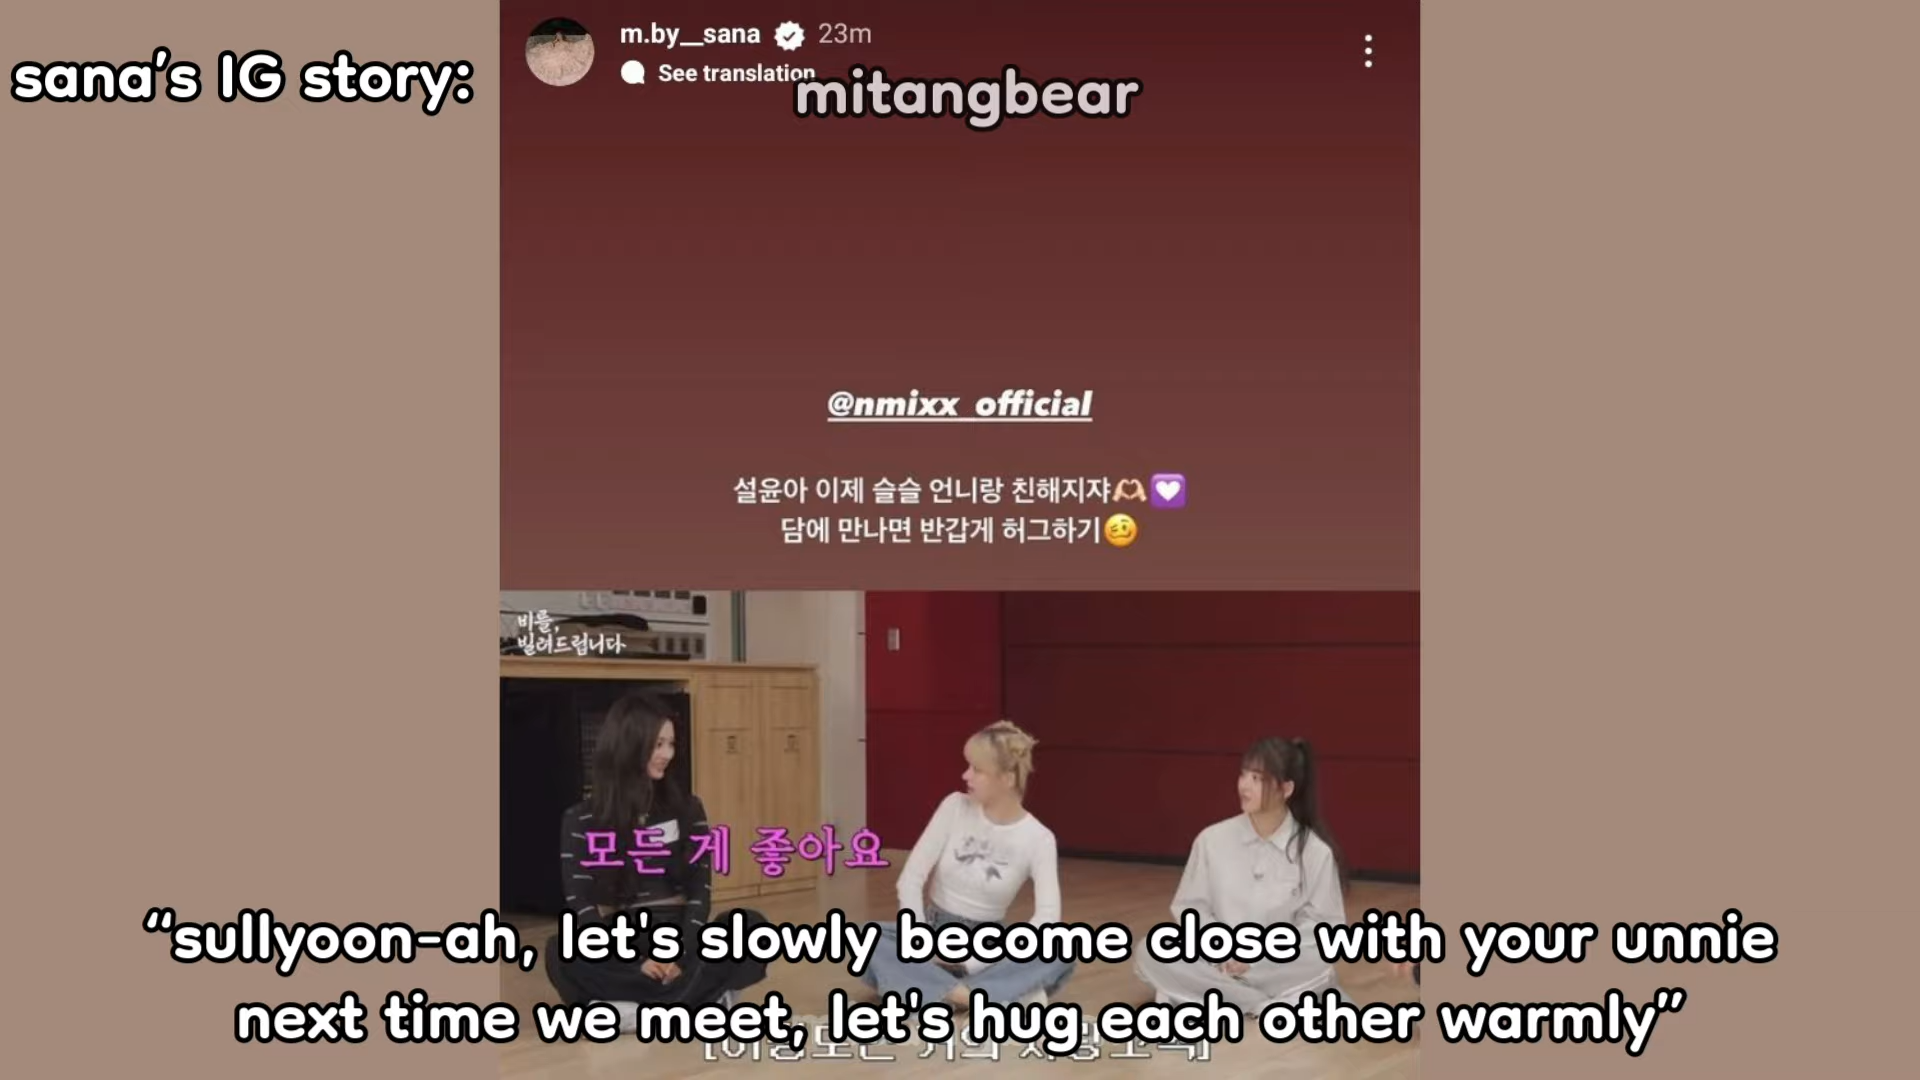 sana's IG story:
m.by__sana 23m
See translation
mitangbear
@nmixx_official
설윤아 이제 슬슬 언니랑 친해지쟈🫶🏻💟
담에 만나면 반갑게 허그하기🥴
비를,
빌려드립니다
모든 게 좋아요
“sullyoon-ah, let's slowly become close with your unnie
next time we meet, let's hug each other warmly”